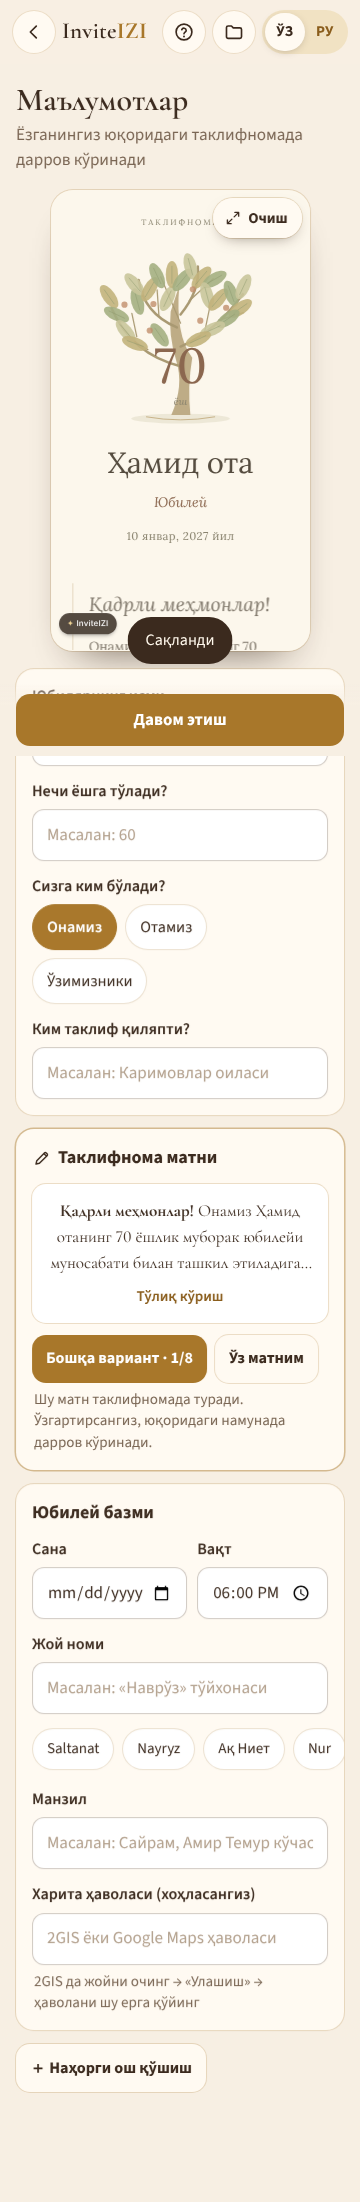 InviteIZI
ЎЗ
РУ
Маълумотлар
Ёзганингиз юқоридаги таклифномада
дарров кўринади
Очиш
70
ёш
Ҳамид ота
Юбилей
10 январ, 2027 йил
Қадрли меҳмонлар!
+ InviteIZI
Сақланди
70
Давом этиш
Нечи ёшга тўлади?
Масалан: 60
Сизга ким бўлади?
Онамиз
Отамиз
Ўзимизники
Ким таклиф қиляпти?
Масалан: Каримовлар оиласи
Таклифнома матни
Қадрли меҳмонлар! Онамиз Ҳамид
отанинг 70 ёшлик муборак юбилейи
муносабати билан ташкил этиладига...
Тўлиқ кўриш
Бошқа вариант · 1/8
Ўз матним
Шу матн таклифномада туради.
Ўзгартирсангиз, юқоридаги намунада
дарров кўринади.
Юбилей базми
Сана
Вақт
mm/dd/yyyy
06:00 PM
Жой номи
Масалан: «Наврўз» тўйхонаси
Saltanat
Nayryz
Ақ Ниет
Nur
Манзил
Масалан: Сайрам, Амир Темур кўчас
Харита ҳаволаси (хоҳласангиз)
2GIS ёки Google Maps ҳаволаси
2GIS да жойни очинг → «Улашиш» →
ҳаволани шу ерга қўйинг
+ Наҳорги ош қўшиш